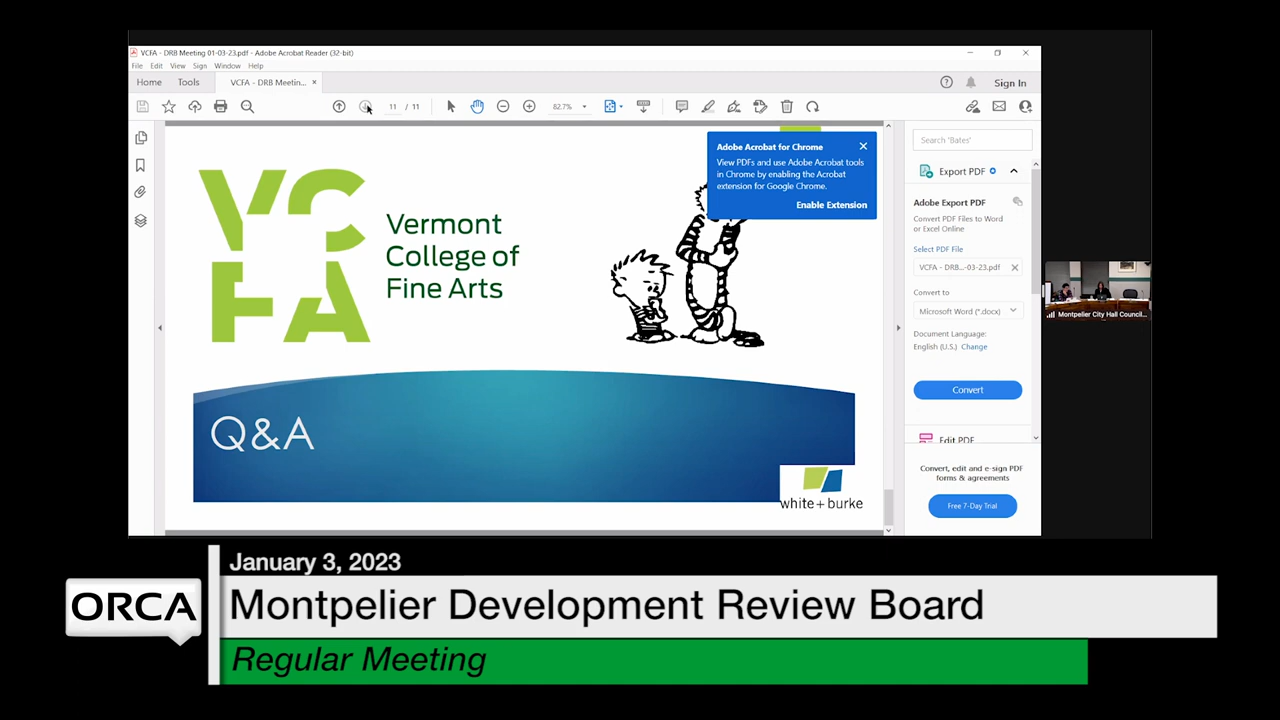 VCFA - DRB Meeting 01-03-23.pdf - Adobe Acrobat Reader (32-bit)
File Edit View Sign Window Help
Home Tools VCFA - DRB Meetin... × Sign In
11 / 11 82.7%
Search 'Bates'
Adobe Acrobat for Chrome
View PDFs and use Adobe Acrobat tools
in Chrome by enabling the Acrobat
extension for Google Chrome.
Enable Extension
VCFA
Vermont
College of
Fine Arts
Q&A
white + burke
Export PDF
Adobe Export PDF
Convert PDF Files to Word
or Excel Online
Select PDF File
VCFA - DRB...-03-23.pdf
Convert to
Microsoft Word (*.docx)
Document Language:
English (U.S.) Change
Convert
Edit PDF
Convert, edit and e-sign PDF
forms & agreements
Free 7-Day Trial
Montpelier City Hall Council...
January 3, 2023
ORCA
Montpelier Development Review Board
Regular Meeting